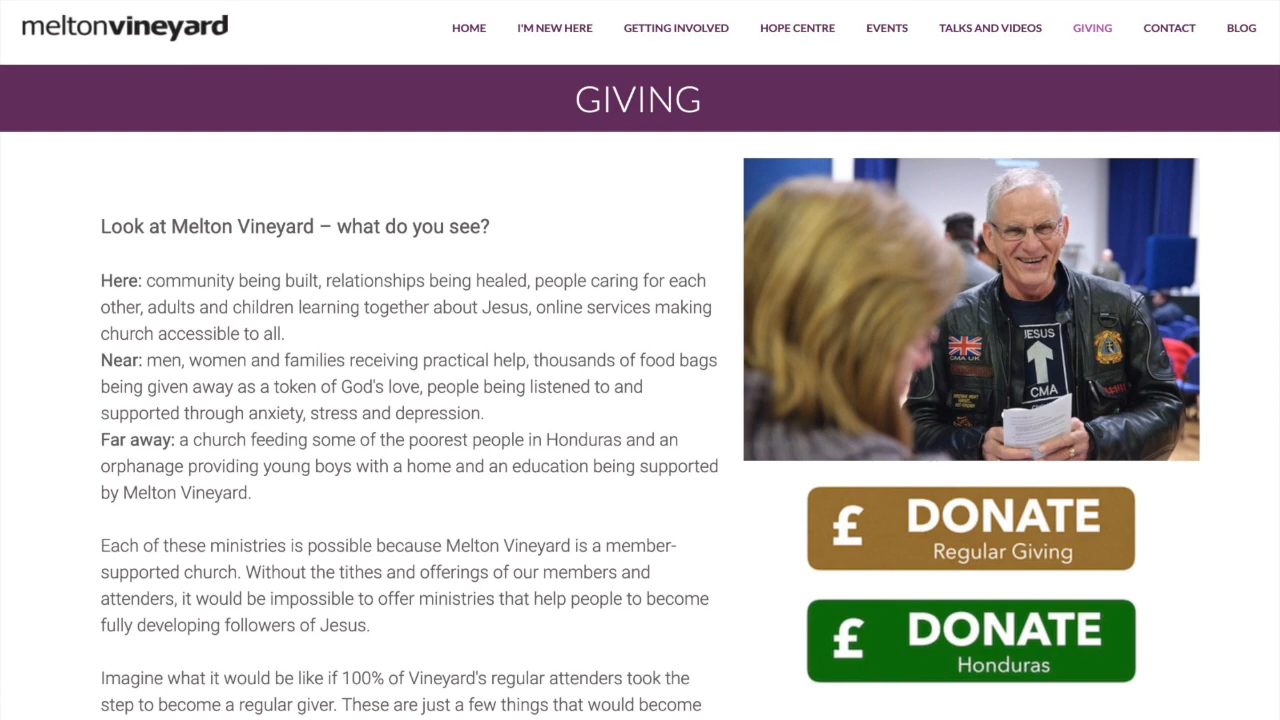 meltonvineyard
HOME I'M NEW HERE GETTING INVOLVED HOPE CENTRE EVENTS TALKS AND VIDEOS GIVING CONTACT BLOG
GIVING
Look at Melton Vineyard – what do you see?
Here: community being built, relationships being healed, people caring for each
other, adults and children learning together about Jesus, online services making
church accessible to all.
Near: men, women and families receiving practical help, thousands of food bags
being given away as a token of God's love, people being listened to and
supported through anxiety, stress and depression.
Far away: a church feeding some of the poorest people in Honduras and an
orphanage providing young boys with a home and an education being supported
by Melton Vineyard.
Each of these ministries is possible because Melton Vineyard is a member-
supported church. Without the tithes and offerings of our members and
attenders, it would be impossible to offer ministries that help people to become
fully developing followers of Jesus.
Imagine what it would be like if 100% of Vineyard's regular attenders took the
step to become a regular giver. These are just a few things that would become
JESUS
CMA
CMA UK
£ DONATE
Regular Giving
£ DONATE
Honduras